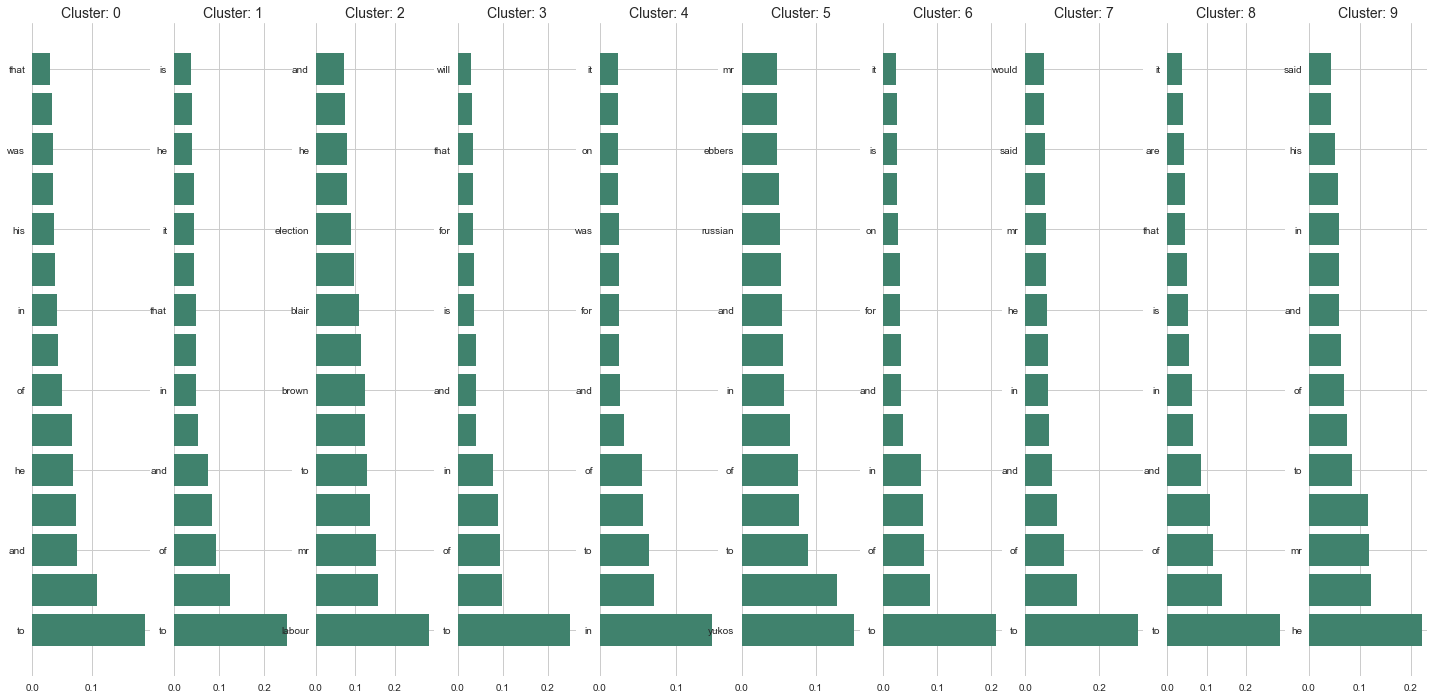 Cluster: 0
that
was
his
in
of
he
and
to
0.1
Cluster: 1
is
he
it
that
in
and
of
to
0.0
0.1
0.2
Cluster: 2
and
he
election
blair
brown
to
mr
labour
0.0
0.1
0.2
Cluster: 3
will
that
for
is
and
in
of
to
0.0
0.1
0.2
Cluster: 4
it
on
was
for
and
of
to
in
0.0
0.1
Cluster: 5
mr
ebbers
russian
and
in
of
to
yukos
0.0
0.1
Cluster: 6
it
is
on
for
and
in
of
to
0.0
0.1
0.2
Cluster: 7
would
said
mr
he
in
and
of
to
0.0
0.2
Cluster: 8
it
are
that
is
in
and
of
to
0.0
0.1
0.2
Cluster: 9
said
his
in
and
of
to
mr
he
0.0
0.1
0.2